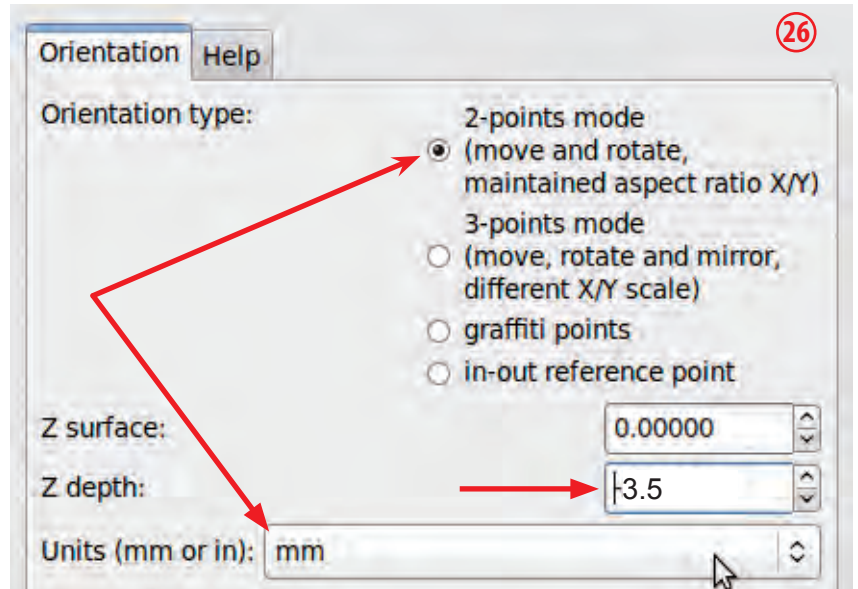 26
Orientation Help
Orientation type:
2-points mode
(move and rotate,
maintained aspect ratio X/Y)
3-points mode
(move, rotate and mirror,
different X/Y scale)
graffiti points
in-out reference point
Z surface: 0.00000
Z depth: -3.5
Units (mm or in): mm